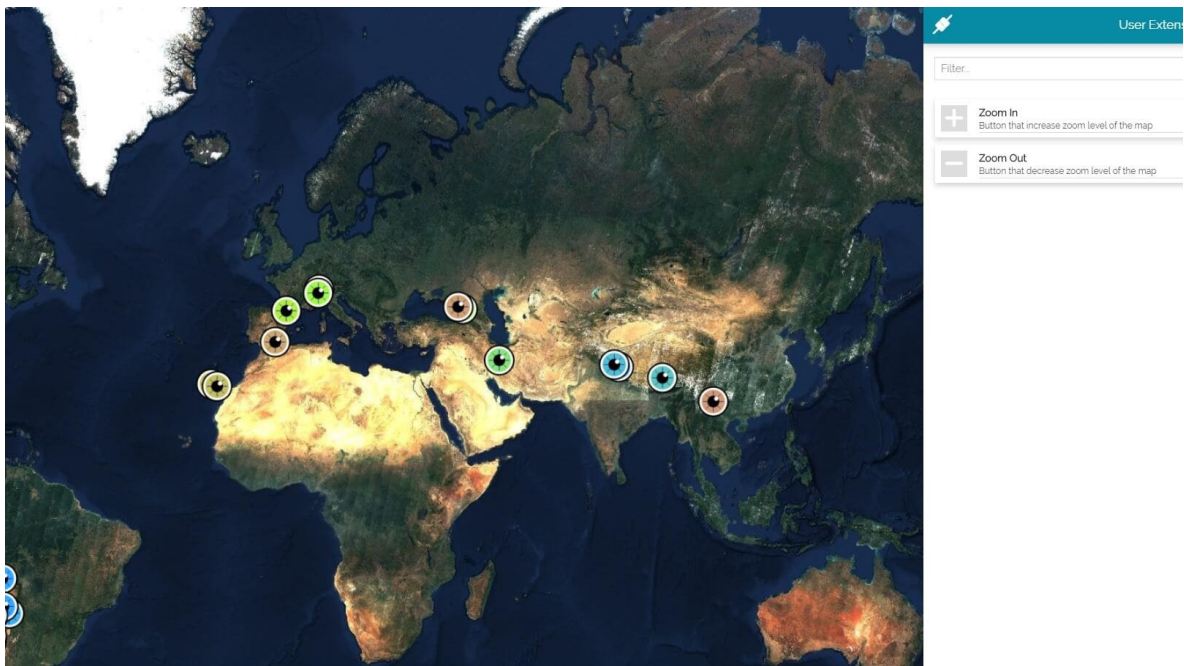 User Extens
Filter...
Zoom In
Button that increase zoom level of the map
Zoom Out
Button that decrease zoom level of the map